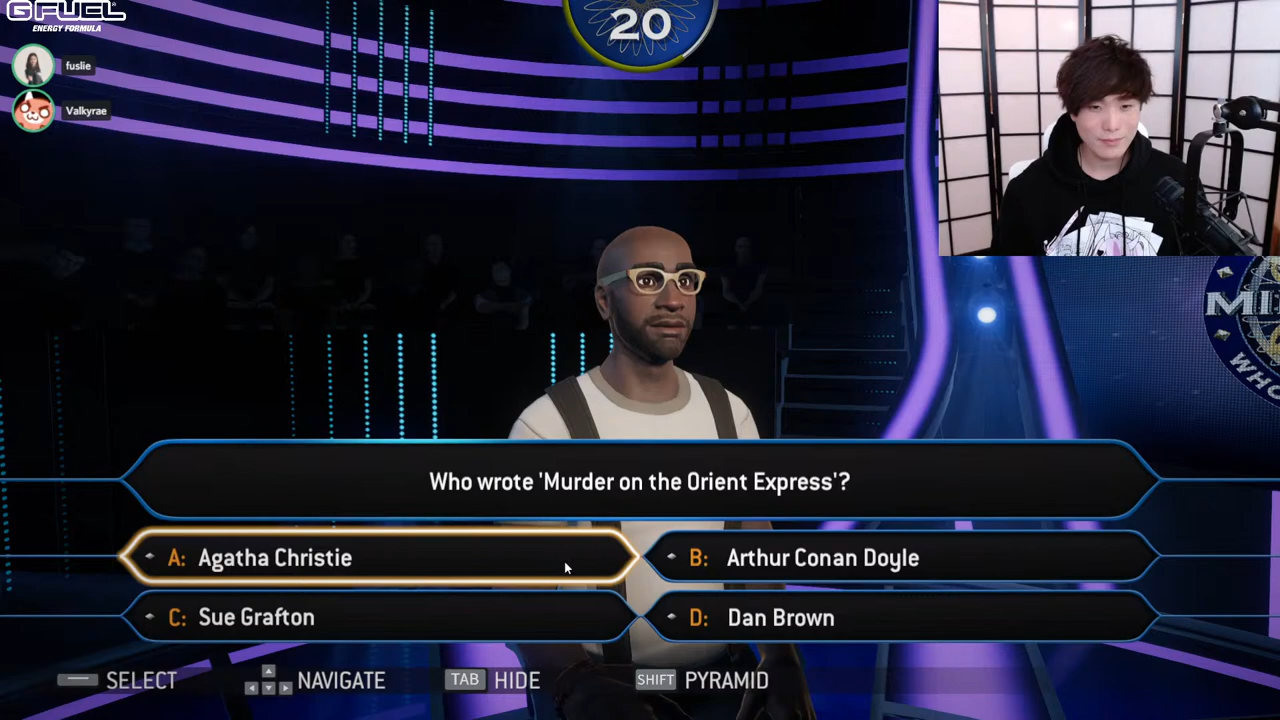 G FUEL
ENERGY FORMULA
fuslie
Valkyrae
20
Who wrote 'Murder on the Orient Express'?
A: Agatha Christie
B: Arthur Conan Doyle
C: Sue Grafton
D: Dan Brown
SELECT
NAVIGATE
TAB HIDE
SHIFT PYRAMID